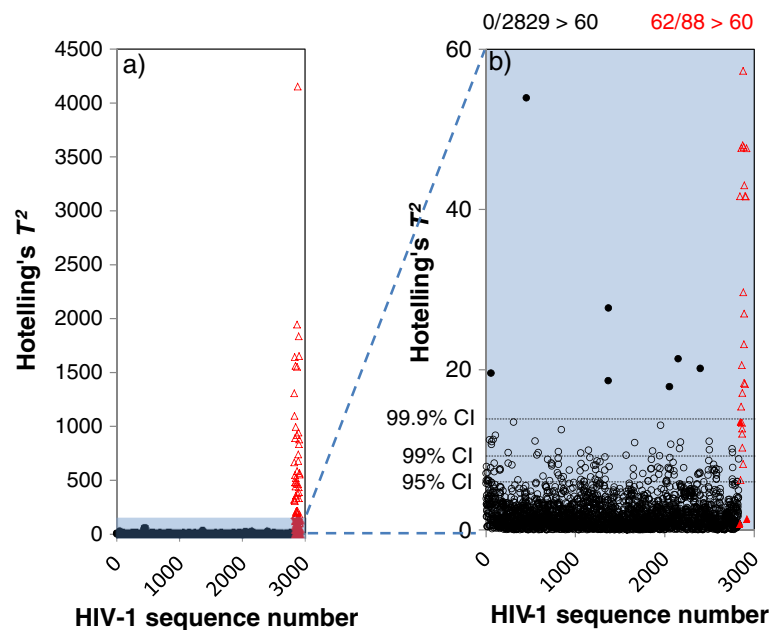 0/2829 > 60
62/88 > 60
a)
4500
4000
3500
3000
2500
2000
1500
1000
500
0
Hotelling's T²
0
1000
2000
3000
HIV-1 sequence number
b)
60
40
20
0
Hotelling's T²
99.9% CI
99% CI
95% CI
0
1000
2000
3000
HIV-1 sequence number